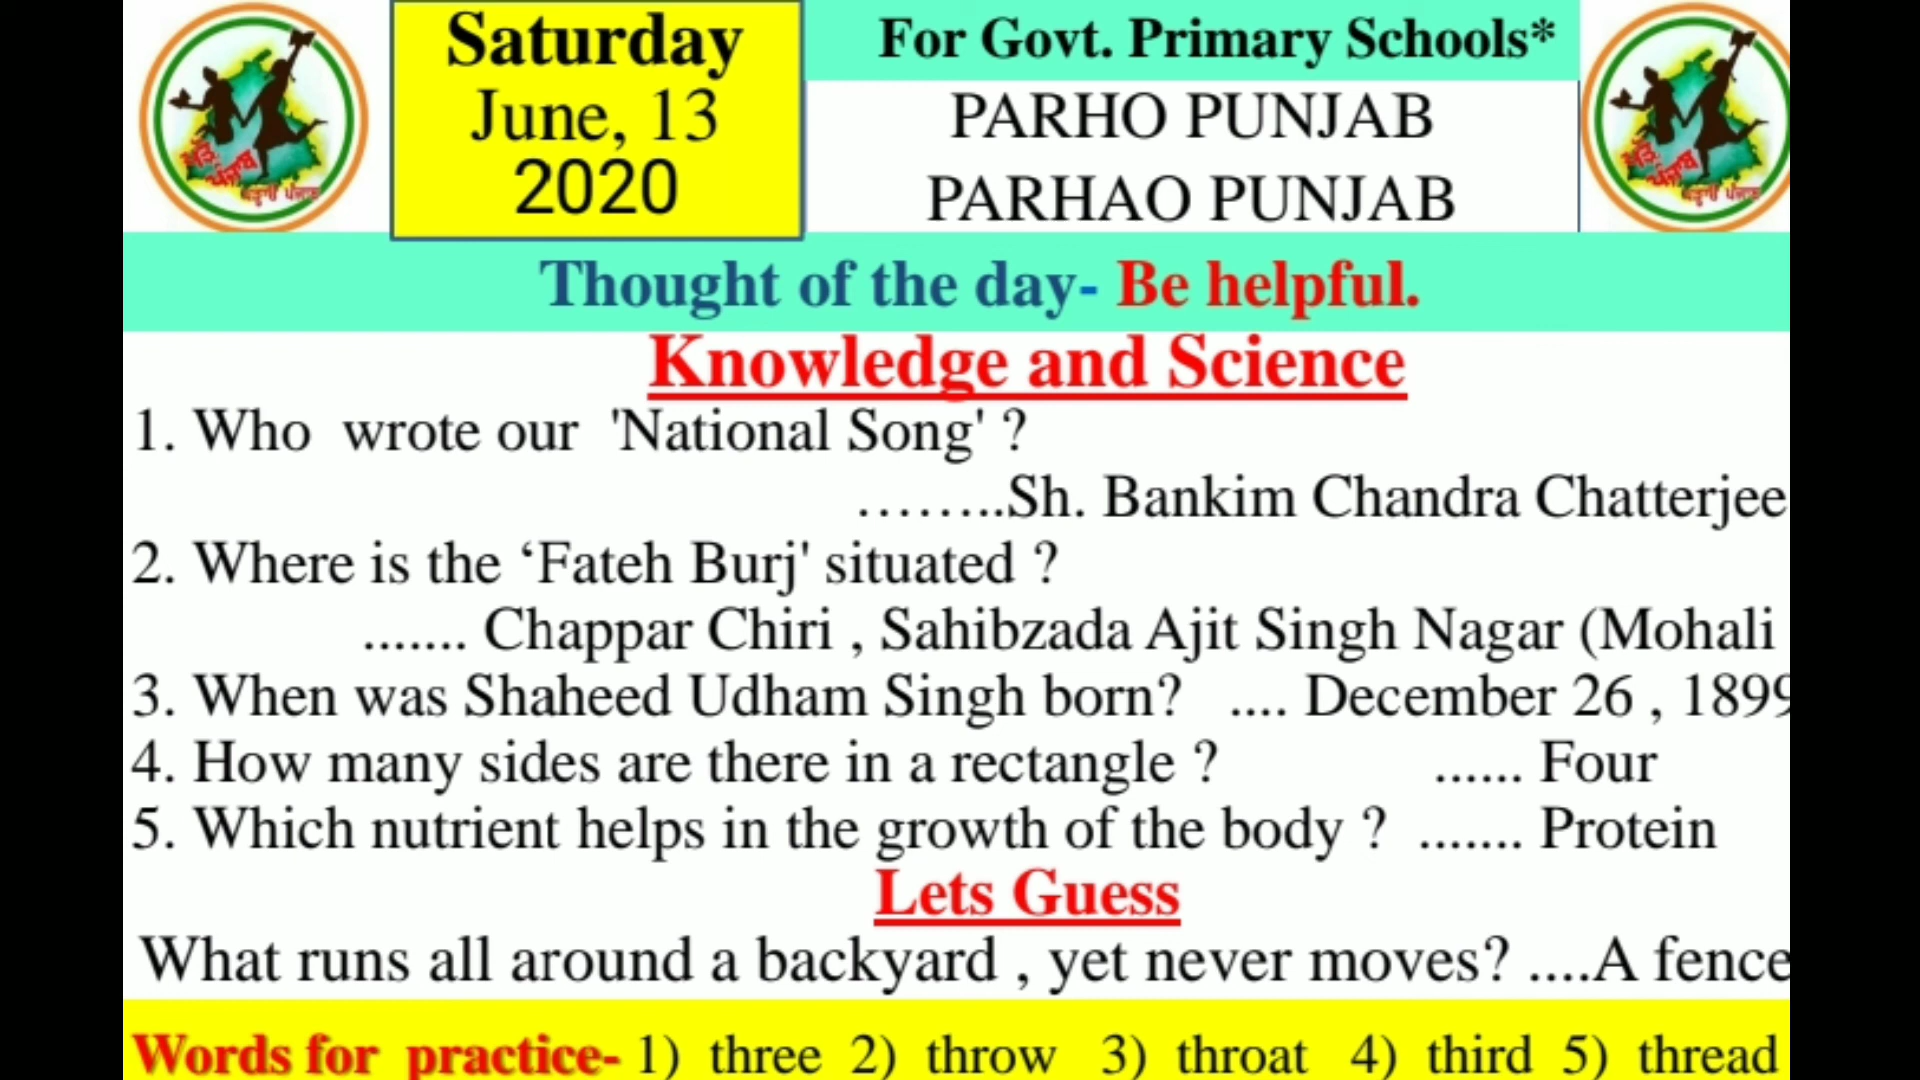 Saturday
June, 13
2020
For Govt. Primary Schools*
PARHO PUNJAB
PARHAO PUNJAB
ਪੜੋ
ਪੰਜਾਬ
ਪੜ੍ਹਾਓ ਪੰਜਾਬ
ਪੜੋ
ਪੰਜਾਬ
ਪੜ੍ਹਾਓ ਪੰਜਾਬ
Thought of the day- Be helpful.
Knowledge and Science
1. Who wrote our 'National Song' ?
……..Sh. Bankim Chandra Chatterjee
2. Where is the ‘Fateh Burj' situated ?
....... Chappar Chiri , Sahibzada Ajit Singh Nagar (Mohali
3. When was Shaheed Udham Singh born? .... December 26 , 1899
4. How many sides are there in a rectangle ? ...... Four
5. Which nutrient helps in the growth of the body ? ....... Protein
Lets Guess
What runs all around a backyard , yet never moves? ....A fence
Words for practice- 1) three 2) throw 3) throat 4) third 5) thread